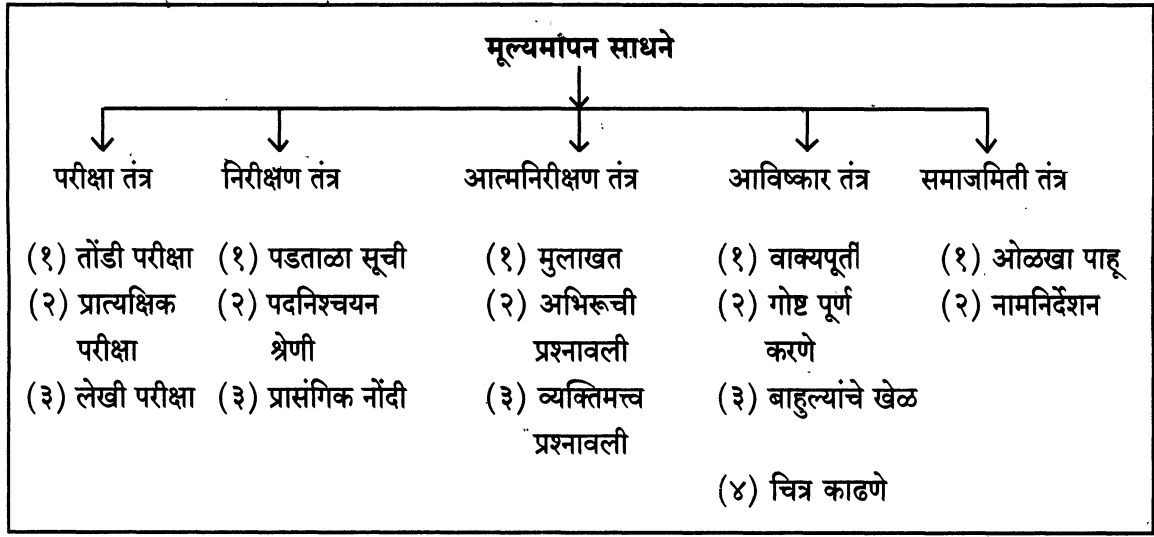 मूल्यमापन साधने
परीक्षा तंत्र निरीक्षण तंत्र आत्मनिरीक्षण तंत्र आविष्कार तंत्र समाजमिती तंत्र
(१) तोंडी परीक्षा (१) पडताळा सूची (१) मुलाखत (१) वाक्यपूर्ती (१) ओळखा पाहू
(२) प्रात्यक्षिक (२) पदनिश्चयन (२) अभिरूची (२) गोष्ट पूर्ण (२) नामनिर्देशन
परीक्षा श्रेणी प्रश्नावली करणे
(३) लेखी परीक्षा (३) प्रासंगिक नोंदी (३) व्यक्तिमत्त्व (३) बाहुल्यांचे खेळ
प्रश्नावली
(४) चित्र काढणे